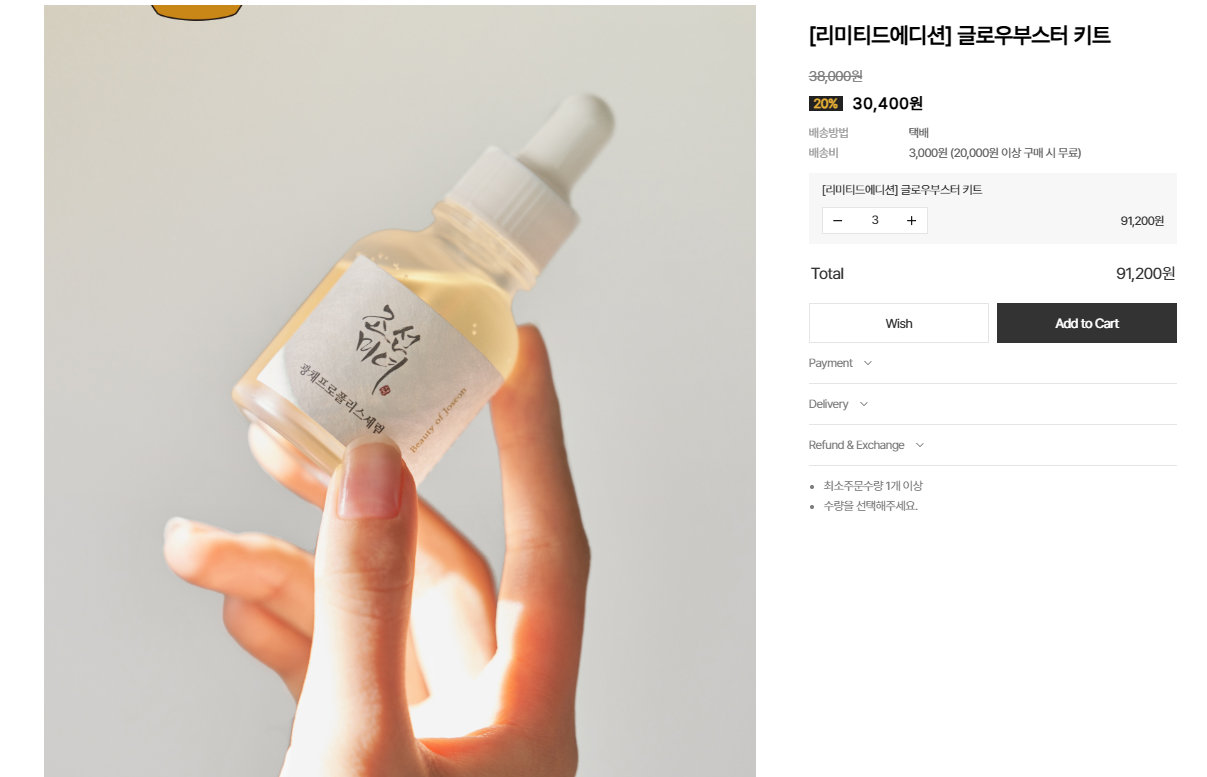 조선
미녀
광채프로폴리스세럼
Beauty of Joseon
[리미티드에디션] 글로우부스터 키트
38,000원
20% 30,400원
배송방법 택배
배송비 3,000원 (20,000원 이상 구매 시 무료)
[리미티드에디션] 글로우부스터 키트
3 91,200원
Total 91,200원
Wish Add to Cart
Payment
Delivery
Refund & Exchange
최소주문수량 1개 이상
수량을 선택해주세요.